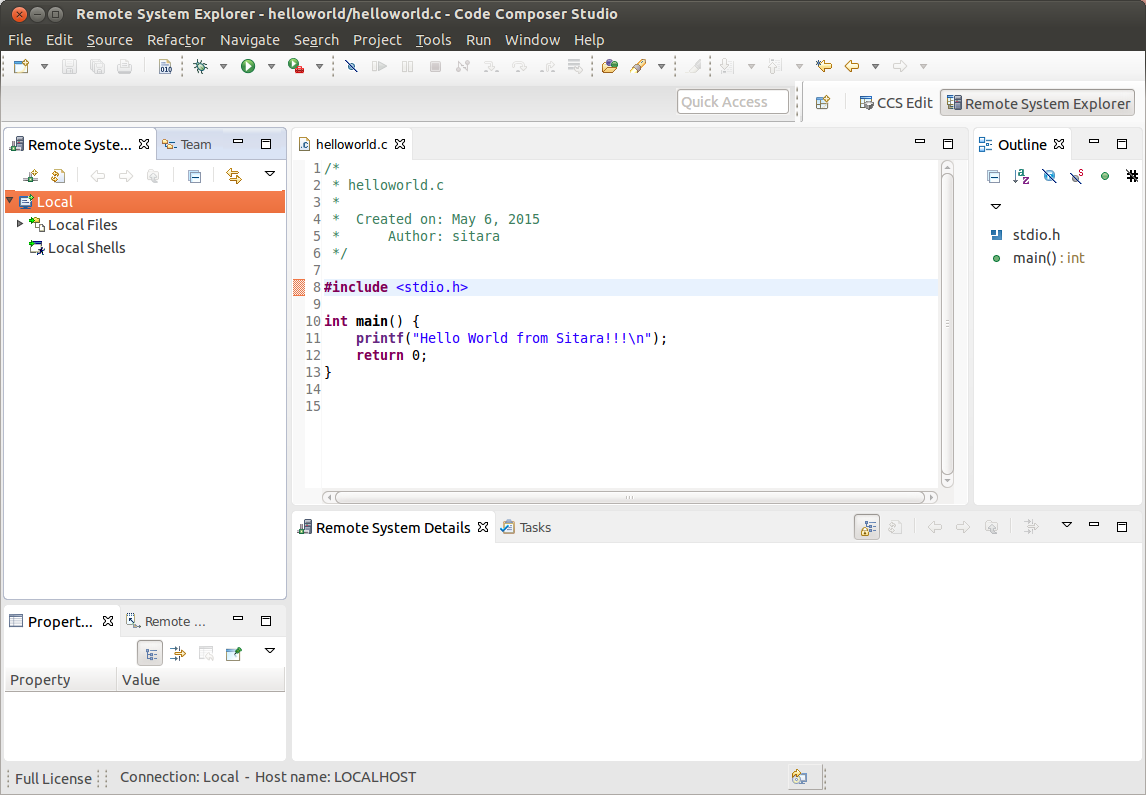 Remote System Explorer - helloworld/helloworld.c - Code Composer Studio
File Edit Source Refactor Navigate Search Project Tools Run Window Help
010
Quick Access
CCS Edit
Remote System Explorer
Remote Syste...
Team
Local
Local Files
Local Shells
helloworld.c
1 /*
2  * helloworld.c
3  *
4  *  Created on: May 6, 2015
5  *      Author: sitara
6  */
7
8 #include <stdio.h>
9
10 int main() {
11     printf("Hello World from Sitara!!!\n");
12     return 0;
13 }
14
15
Outline
stdio.h
main() : int
Remote System Details
Tasks
Propert...
Remote ...
Property Value
Full License
Connection: Local - Host name: LOCALHOST